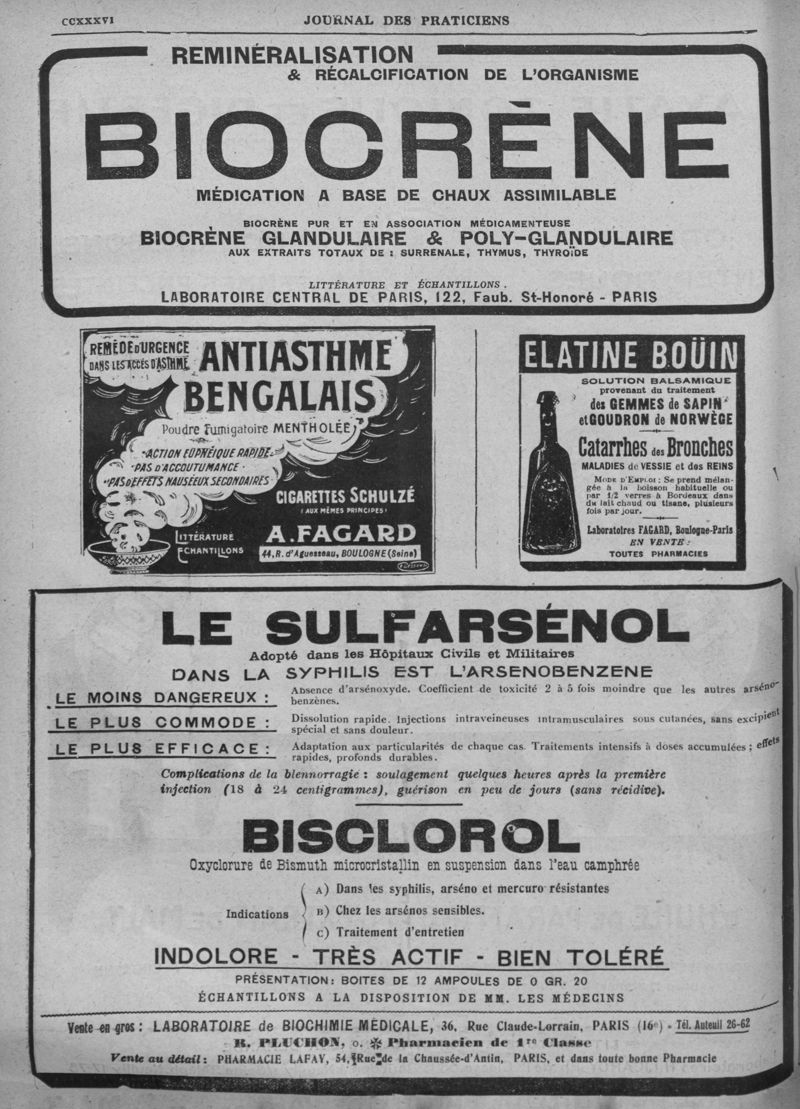 CCXXXVI
JOURNAL DES PRATICIENS
REMINÉRALISATION
& RÉCALCIFICATION DE L'ORGANISME
BIOCRÈNE
MÉDICATION A BASE DE CHAUX ASSIMILABLE
BIOCRÈNE PUR ET EN ASSOCIATION MÉDICAMENTEUSE
BIOCRÈNE GLANDULAIRE & POLY-GLANDULAIRE
AUX EXTRAITS TOTAUX DE : SURRENALE, THYMUS, THYROÏDE
LITTÉRATURE ET ÉCHANTILLONS.
LABORATOIRE CENTRAL DE PARIS, 122, Faub. St-Honoré - PARIS
REMÈDE D'URGENCE
DANS LES ACCÈS D'ASTHME
ANTIASTHME
BENGALAIS
Poudre Fumigatoire MENTHOLÉE
ACTION EUPNÉIQUE RAPIDE
PAS D'ACCOUTUMANCE
PAS D'EFFETS NAUSÉEUX SECONDAIRES
CIGARETTES SCHULZÉ
(AUX MÊMES PRINCIPES)
LITTÉRATURE
ECHANTILLONS
A. FAGARD
44, R. d'Aguesseau, BOULOGNE (Seine)
ELATINE BOÜIN
SOLUTION BALSAMIQUE
provenant du traitement
des GEMMES de SAPIN
et GOUDRON de NORWÈGE
Catarrhes des Bronches
MALADIES de VESSIE et des REINS
MODE D'EMPLOI : Se prend mélan-
gée à la boisson habituelle ou
par 1/2 verres à Bordeaux dans
du lait chaud ou tisane, plusieurs
fois par jour.
Laboratoires FAGARD, Boulogne-Paris
EN VENTE :
TOUTES PHARMACIES
LE SULFARSÉNOL
Adopté dans les Hôpitaux Civils et Militaires
DANS LA SYPHILIS EST L'ARSENOBENZENE
LE MOINS DANGEREUX : Absence d'arsénoxyde. Coefficient de toxicité 2 à 5 fois moindre que les autres arséno-
benzènes.
LE PLUS COMMODE : Dissolution rapide. Injections intraveineuses intramusculaires sous cutanées, sans excipient
spécial et sans douleur.
LE PLUS EFFICACE : Adaptation aux particularités de chaque cas. Traitements intensifs à doses accumulées ; effets
rapides, profonds durables.
Complications de la blennorragie : soulagement quelques heures après la première
injection (18 à 24 centigrammes), guérison en peu de jours (sans récidive).
BISCLOROL
Oxyclorure de Bismuth microcristallin en suspension dans l'eau camphrée
Indications
A) Dans les syphilis, arséno et mercuro résistantes
B) Chez les arsénos sensibles.
C) Traitement d'entretien
INDOLORE - TRÈS ACTIF - BIEN TOLÉRÉ
PRÉSENTATION : BOITES DE 12 AMPOULES DE 0 GR. 20
ÉCHANTILLONS A LA DISPOSITION DE MM. LES MÉDECINS
Vente en gros : LABORATOIRE de BIOCHIMIE MÉDICALE, 36, Rue Claude-Lorrain, PARIS (16e) - Tél. Auteuil 26-62
R. PLUCHON, O. ✻ Pharmacien de 1re Classe
Vente au détail : PHARMACIE LAFAY, 54, Rue de la Chaussée-d'Antin, PARIS, et dans toute bonne Pharmacie